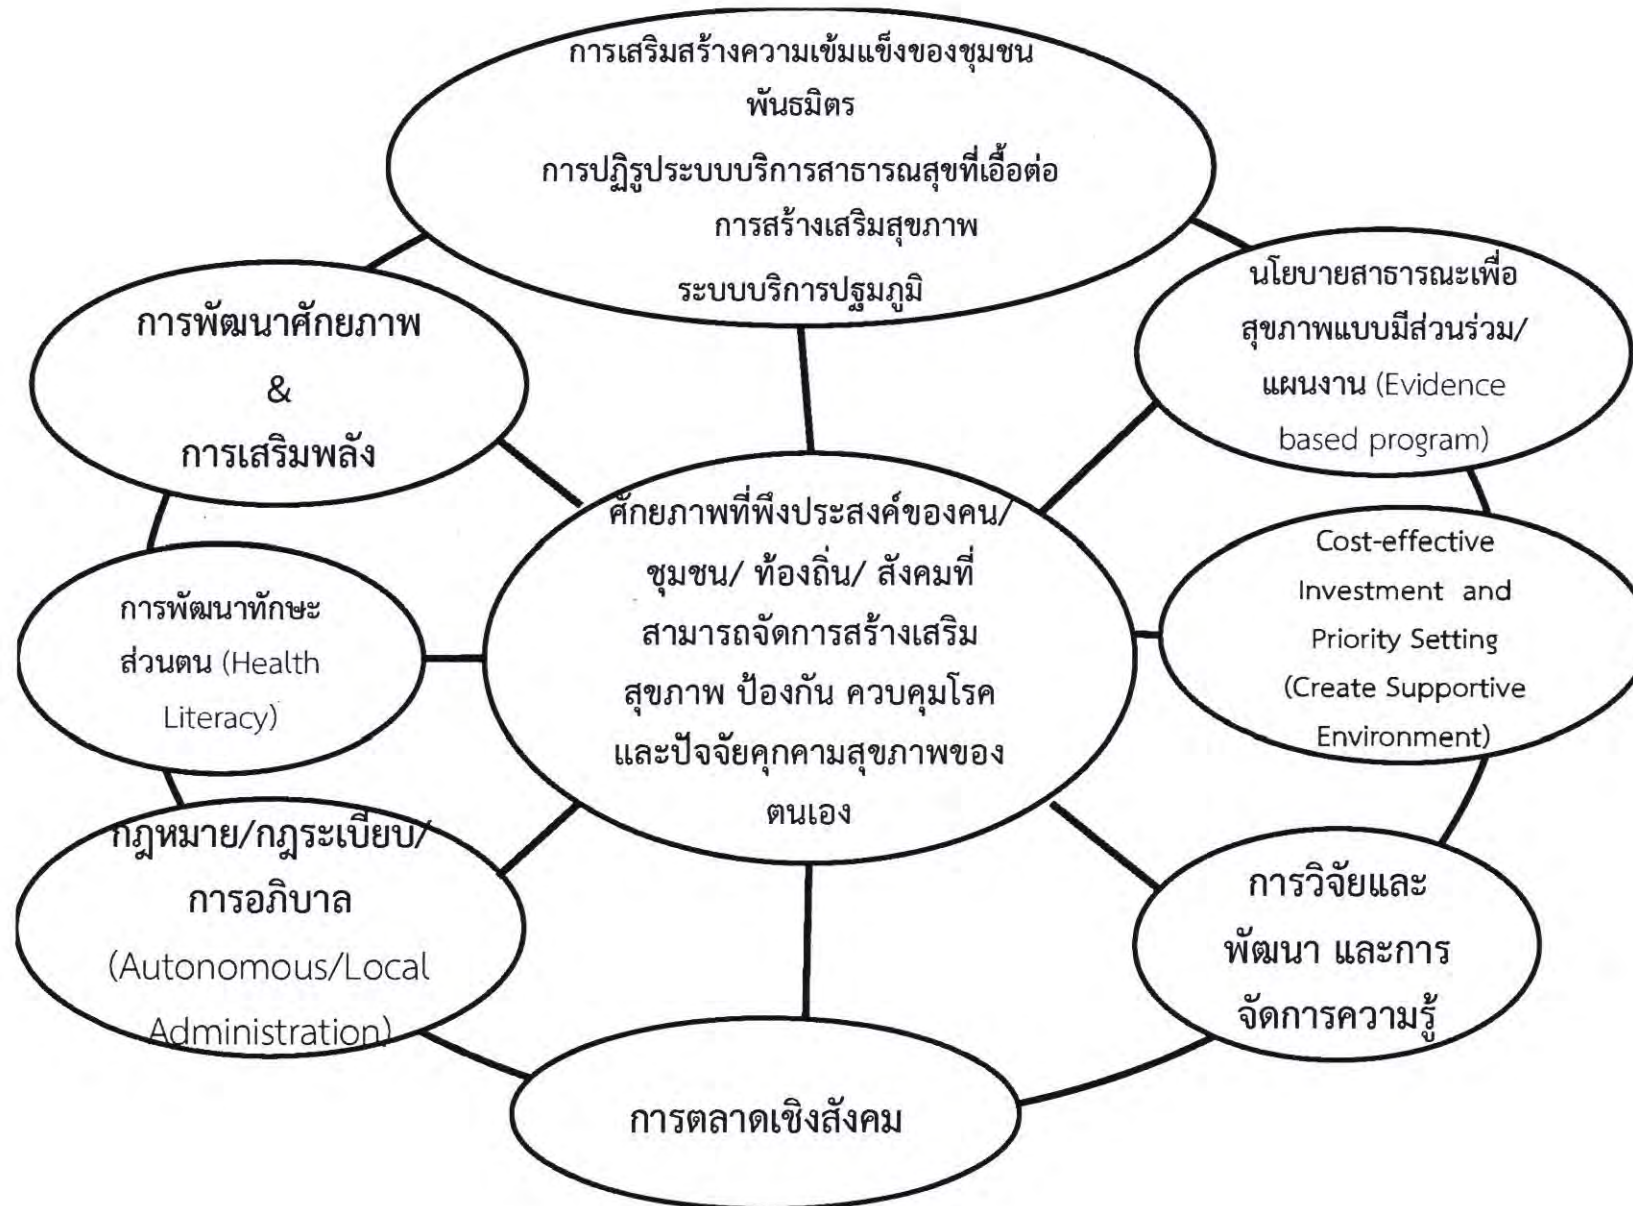 การเสริมสร้างความเข้มแข็งของชุมชน
พันธมิตร
การปฏิรูประบบบริการสาธารณสุขที่เอื้อต่อ
การสร้างเสริมสุขภาพ
ระบบบริการปฐมภูมิ
การพัฒนาศักยภาพ
&
การเสริมพลัง
นโยบายสาธารณะเพื่อ
สุขภาพแบบมีส่วนร่วม/
แผนงาน (Evidence
based program)
ศักยภาพที่พึงประสงค์ของคน/
ชุมชน/ ท้องถิ่น/ สังคมที่
สามารถจัดการสร้างเสริม
สุขภาพ ป้องกัน ควบคุมโรค
และปัจจัยคุกคามสุขภาพของ
ตนเอง
การพัฒนาทักษะ
ส่วนตน (Health
Literacy)
Cost-effective
Investment and
Priority Setting
(Create Supportive
Environment)
กฎหมาย/กฎระเบียบ/
การอภิบาล
(Autonomous/Local
Administration)
การวิจัยและ
พัฒนา และการ
จัดการความรู้
การตลาดเชิงสังคม